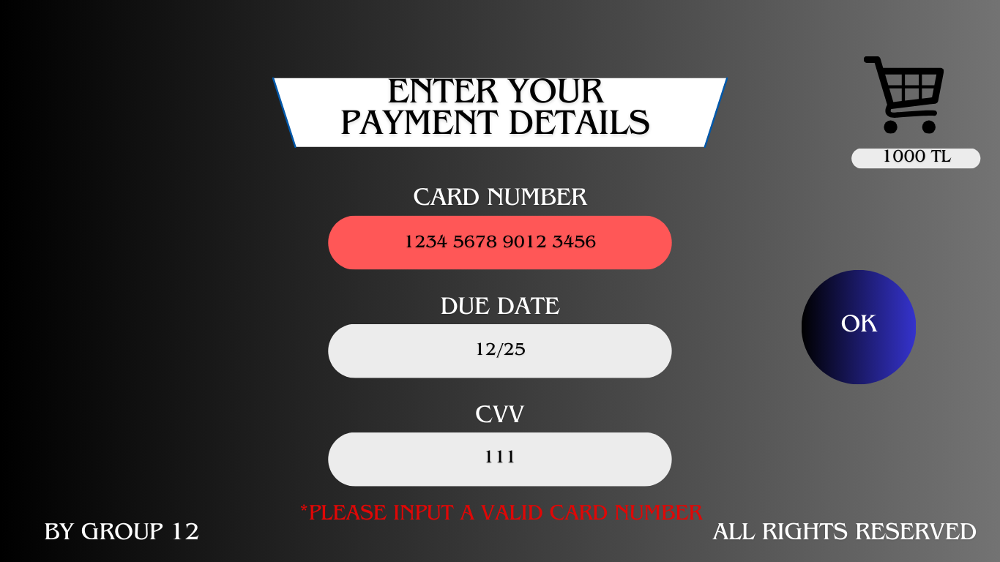 ENTER YOUR
PAYMENT DETAILS
1000 TL
CARD NUMBER
1234 5678 9012 3456
DUE DATE
12/25
OK
CVV
111
*PLEASE INPUT A VALID CARD NUMBER
BY GROUP 12
ALL RIGHTS RESERVED